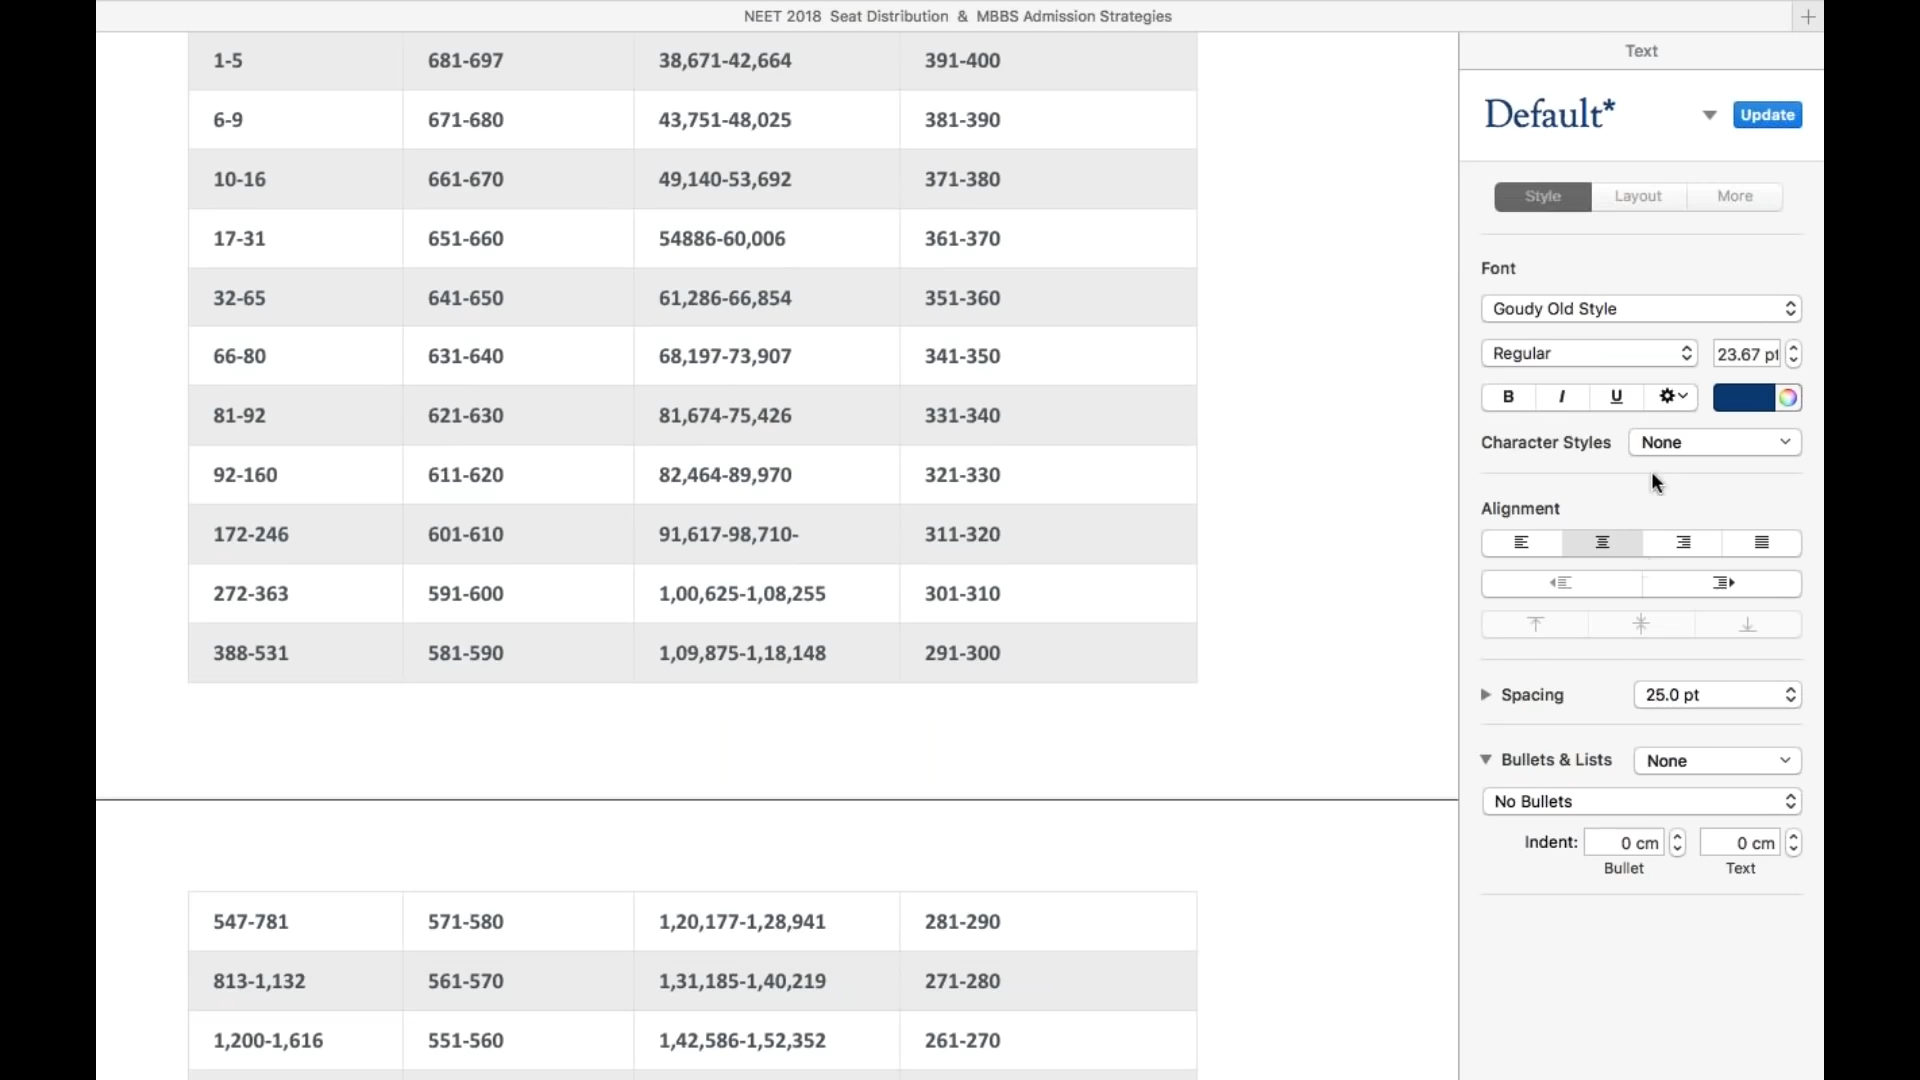 NEET 2018 Seat Distribution & MBBS Admission Strategies
1-5 681-697 38,671-42,664 391-400
6-9 671-680 43,751-48,025 381-390
10-16 661-670 49,140-53,692 371-380
17-31 651-660 54886-60,006 361-370
32-65 641-650 61,286-66,854 351-360
66-80 631-640 68,197-73,907 341-350
81-92 621-630 81,674-75,426 331-340
92-160 611-620 82,464-89,970 321-330
172-246 601-610 91,617-98,710- 311-320
272-363 591-600 1,00,625-1,08,255 301-310
388-531 581-590 1,09,875-1,18,148 291-300
547-781 571-580 1,20,177-1,28,941 281-290
813-1,132 561-570 1,31,185-1,40,219 271-280
1,200-1,616 551-560 1,42,586-1,52,352 261-270
Text
Default* Update
Style Layout More
Font
Goudy Old Style
Regular 23.67 pt
B I U
Character Styles None
Alignment
Spacing 25.0 pt
Bullets & Lists None
No Bullets
Indent: 0 cm 0 cm
Bullet Text